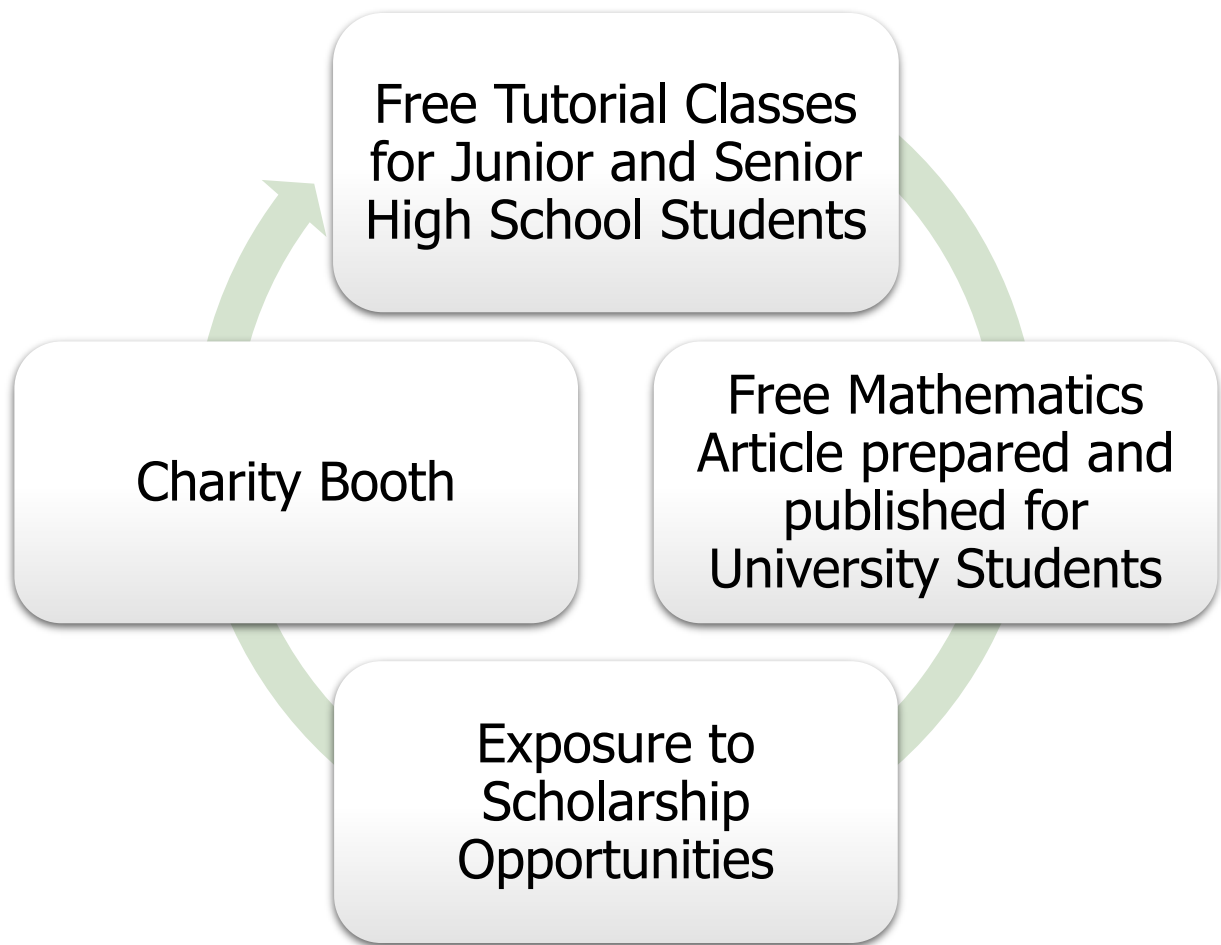 Free Tutorial Classes
for Junior and Senior
High School Students
Free Mathematics
Article prepared and
published for
University Students
Exposure to
Scholarship
Opportunities
Charity Booth